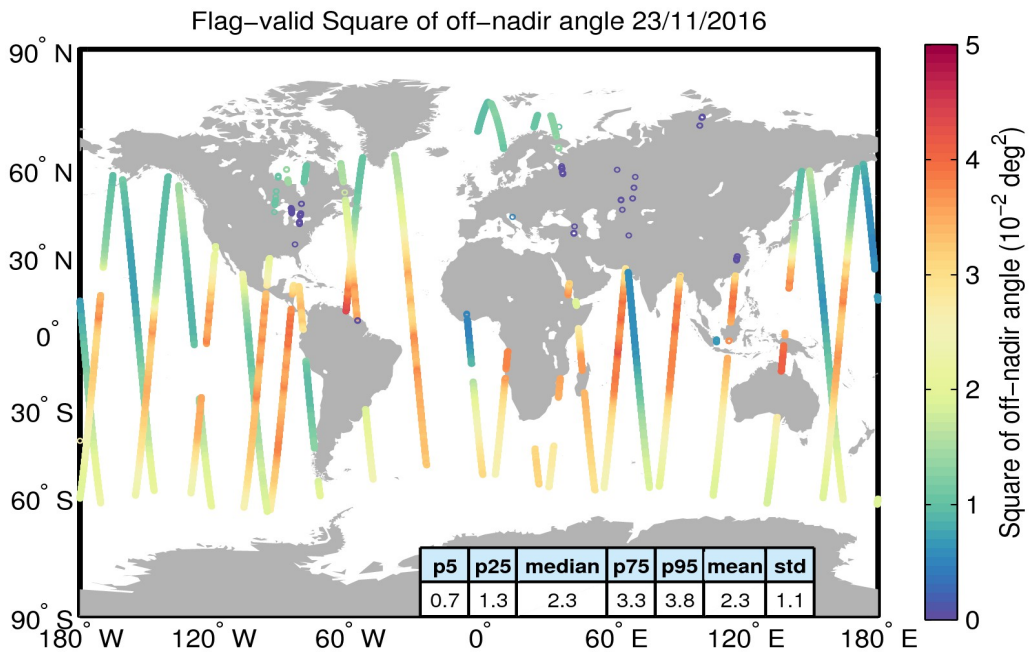 Flag−valid Square of off−nadir angle 23/11/2016
90° N
60° N
30° N
0°
30° S
60° S
90° S
180° W
120° W
60° W
0°
60° E
120° E
180° E
p5 p25 median p75 p95 mean std
0.7 1.3 2.3 3.3 3.8 2.3 1.1
5
4
3
2
1
0
Square of off−nadir angle (10⁻² deg²)